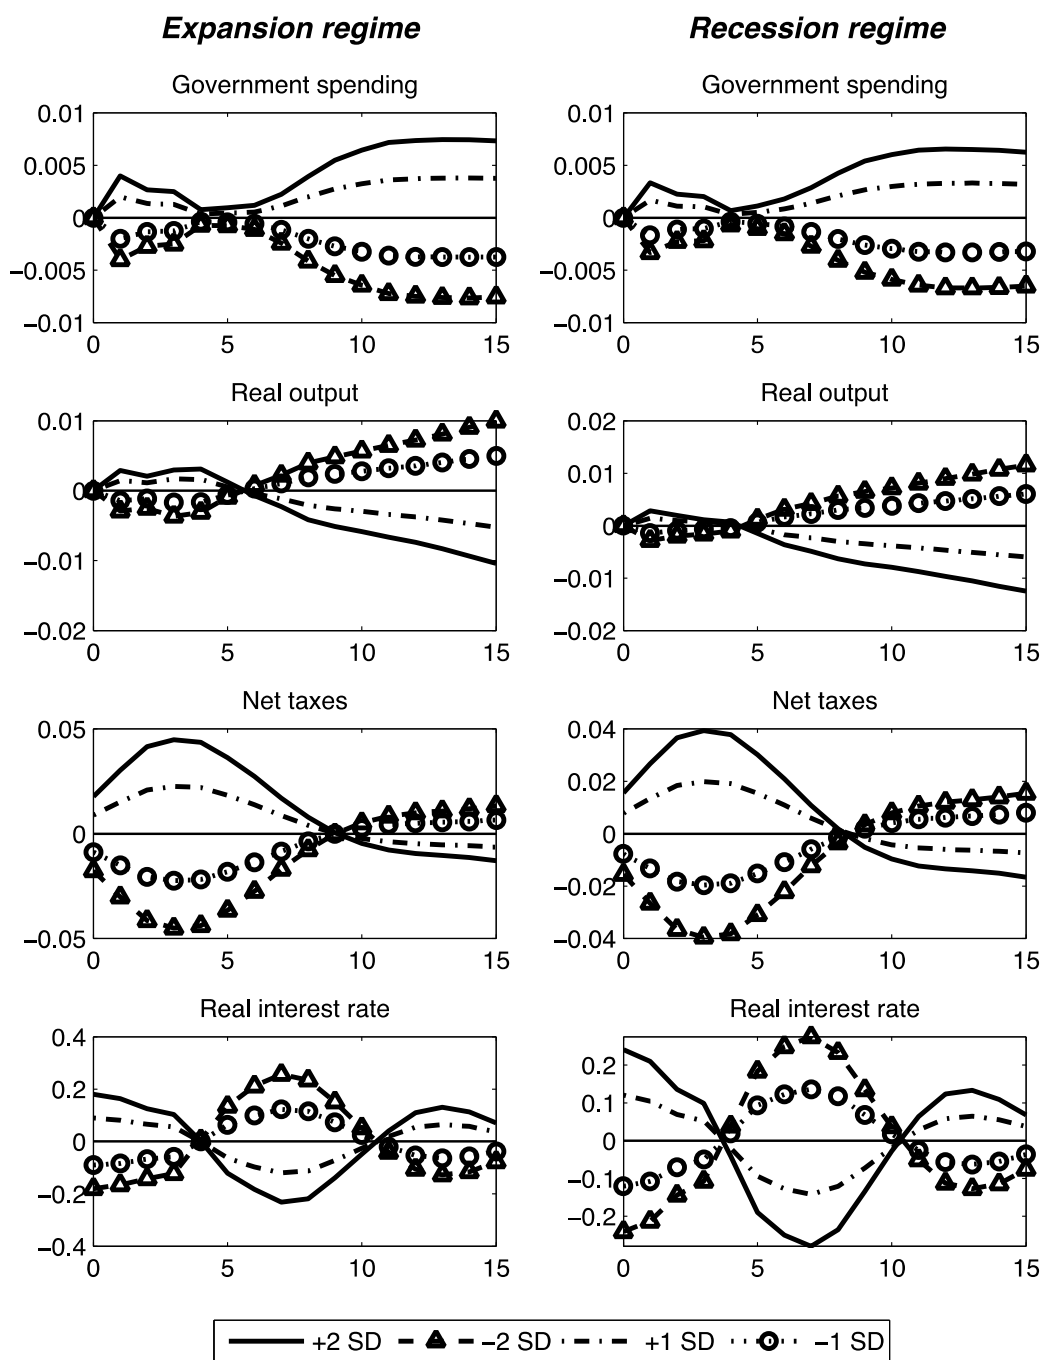 Expansion regime
Recession regime
Government spending
0.01
0.005
0
−0.005
−0.01
0 5 10 15
Government spending
0.01
0.005
0
−0.005
−0.01
0 5 10 15
Real output
0.01
0
−0.01
−0.02
0 5 10 15
Real output
0.02
0.01
0
−0.01
−0.02
0 5 10 15
Net taxes
0.05
0
−0.05
0 5 10 15
Net taxes
0.04
0.02
0
−0.02
−0.04
0 5 10 15
Real interest rate
0.4
0.2
0
−0.2
−0.4
0 5 10 15
Real interest rate
0.2
0.1
0
−0.1
−0.2
0 5 10 15
+2 SD −2 SD +1 SD −1 SD